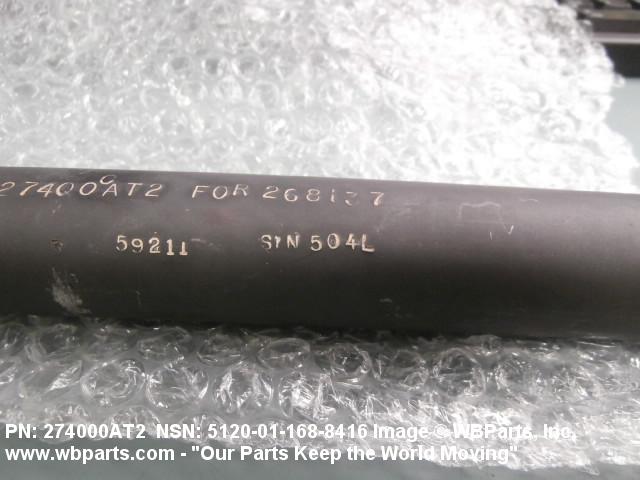 274000AT2 FOR 268137
59211 S/N 504L
PN: 274000AT2 NSN: 5120-01-168-8416 Image © WBParts, Inc.
www.wbparts.com - "Our Parts Keep the World Moving"